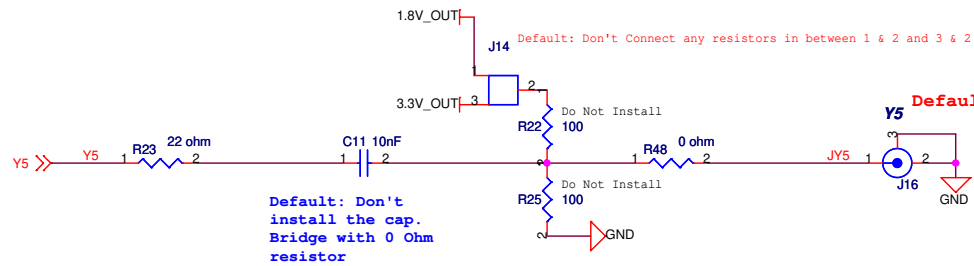 1.8V_OUT
J14
Default: Don't Connect any resistors in between 1 & 2 and 3 & 2
1
2
1
3.3V_OUT
3
Do Not Install
R22
100
Y5
Defaul
3
Y5
Y5
1
R23
22 ohm
2
1
C11
10nF
2
2
1
R48
0 ohm
2
JY5
1
2
J16
GND
Do Not Install
1
R25
100
2
GND
Default: Don't
install the cap.
Bridge with 0 Ohm
resistor